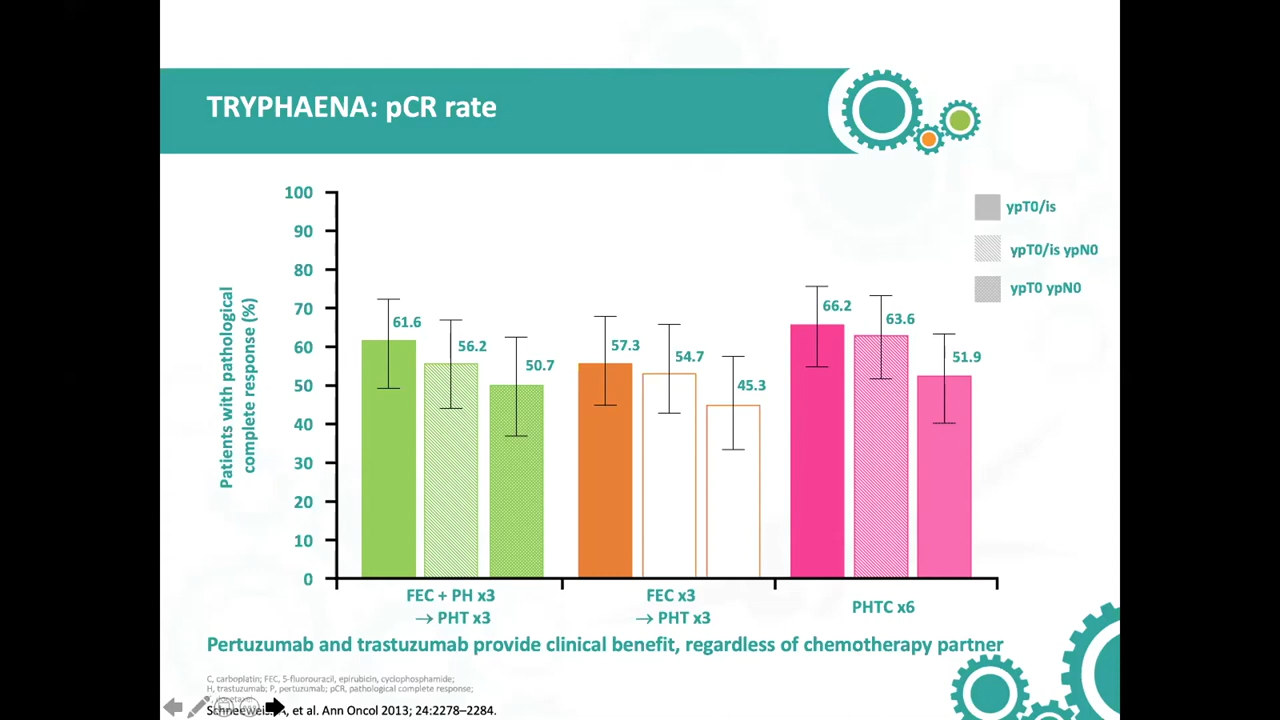 TRYPHAENA: pCR rate
100
90
80
70
60
50
40
30
20
10
0
Patients with pathological
complete response (%)
61.6
56.2
50.7
57.3
54.7
45.3
66.2
63.6
51.9
ypT0/is
ypT0/is ypN0
ypT0 ypN0
FEC + PH x3
→ PHT x3
FEC x3
→ PHT x3
PHTC x6
Pertuzumab and trastuzumab provide clinical benefit, regardless of chemotherapy partner
C, carboplatin; FEC, 5-fluorouracil, epirubicin, cyclophosphamide;
H, trastuzumab; P, pertuzumab; pCR, pathological complete response;
et al. Ann Oncol 2013; 24:2278–2284.